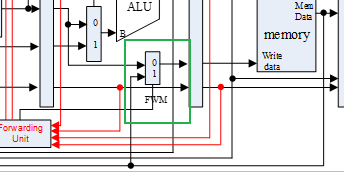 ALU
0
1
B
Mem
Data
memory
Write
data
0
1
FWM
Forwarding
Unit